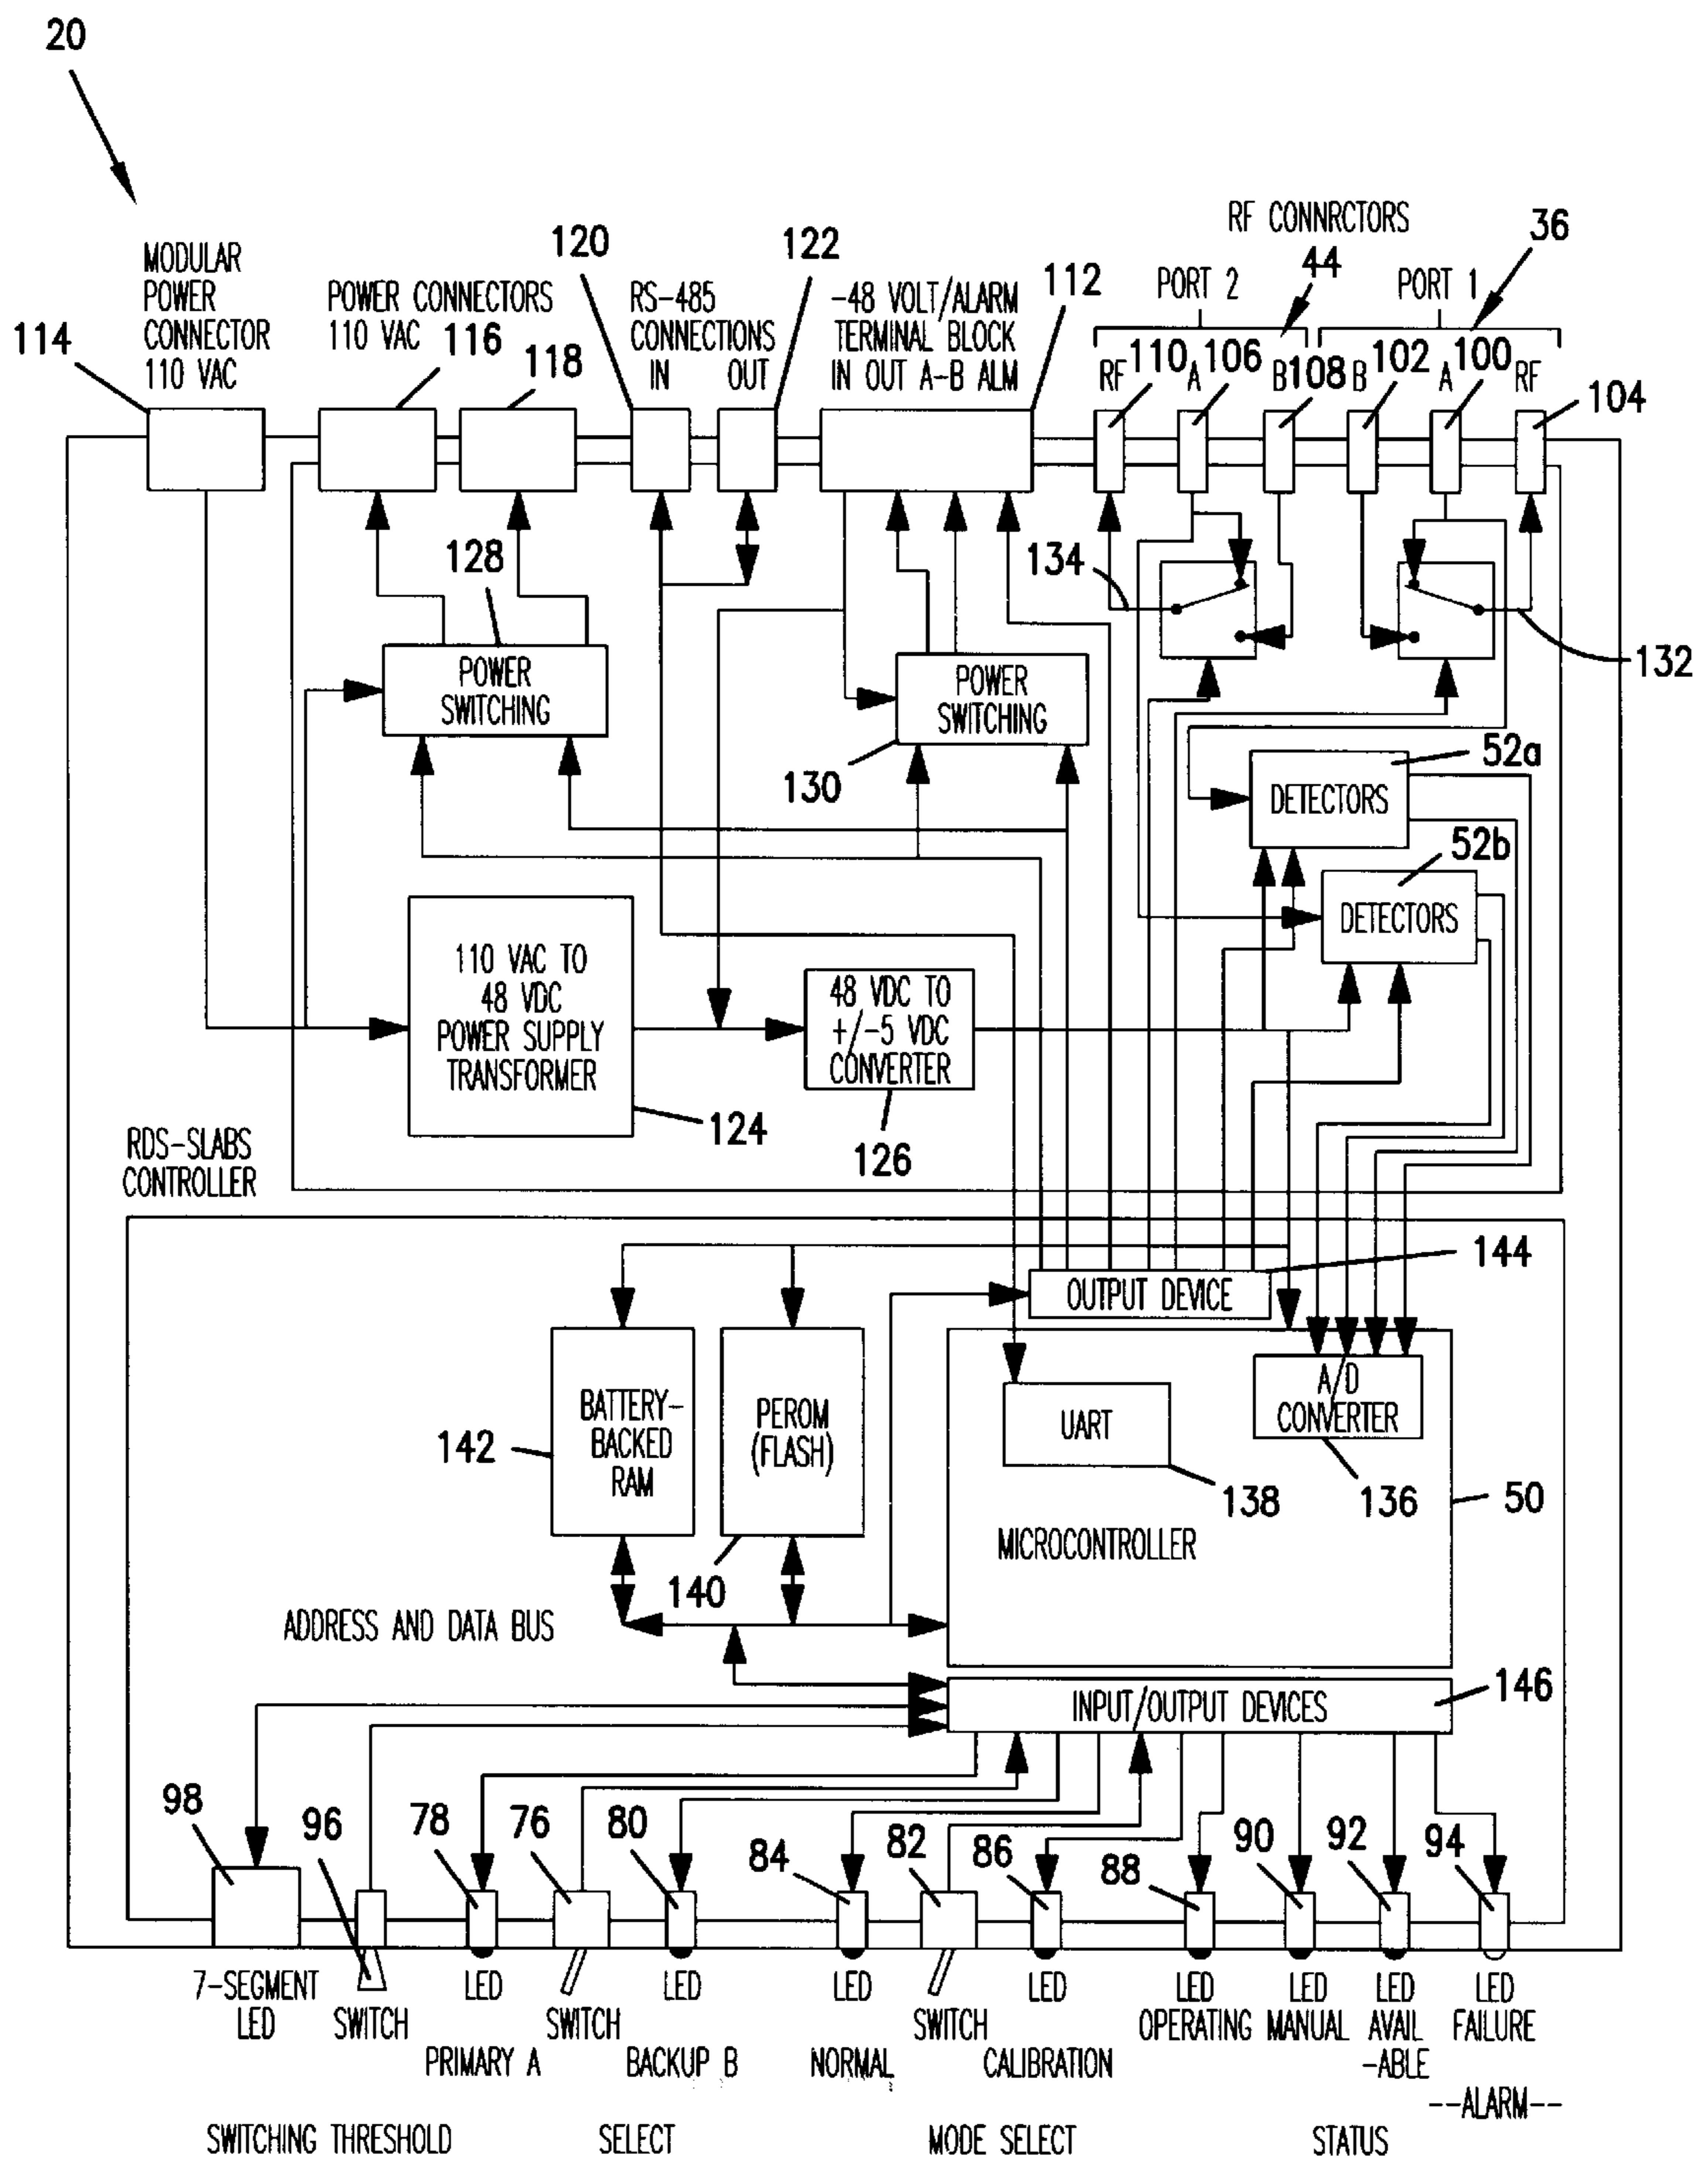 20
RF CONNRCTORS
36
44
PORT 2
PORT 1
MODULAR
POWER
CONNECTOR
110 VAC
114
POWER CONNECTORS
110 VAC
116
118
120
RS-485
CONNECTIONS
IN OUT
122
-48 VOLT/ALARM
TERMINAL BLOCK
IN OUT A-B ALM
112
RF 110 A 106 B 108 B 102 A 100 RF
104
128
POWER
SWITCHING
134
132
POWER
SWITCHING
130
52a
DETECTORS
52b
DETECTORS
110 VAC TO
48 VDC
POWER SUPPLY
TRANSFORMER
124
48 VDC TO
+/-5 VDC
CONVERTER
126
RDS-SLABS
CONTROLLER
144
OUTPUT DEVICE
BATTERY-
BACKED
RAM
142
PEROM
(FLASH)
140
UART
138
A/D
CONVERTER
136
50
MICROCONTROLLER
ADDRESS AND DATA BUS
INPUT/OUTPUT DEVICES
146
98
96
78
76
80
84
82
86
88
90
92
94
7-SEGMENT
LED
SWITCH
LED
SWITCH
LED
LED
SWITCH
LED
LED
OPERATING
LED
MANUAL
LED
AVAIL
-ABLE
LED
FAILURE
PRIMARY A
BACKUP B
NORMAL
CALIBRATION
--ALARM--
SWITCHING THRESHOLD
SELECT
MODE SELECT
STATUS